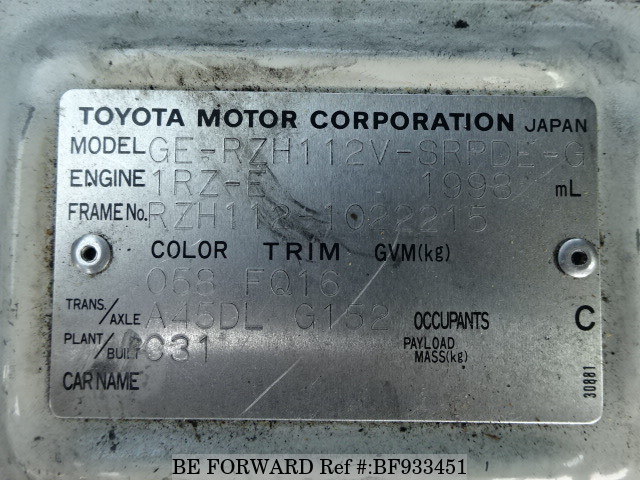 TOYOTA MOTOR CORPORATION JAPAN
MODEL GE-RZH112V-SRPDE-G
ENGINE 1RZ-E 1998 mL
FRAME No. RZH112-1022215
COLOR TRIM GVM(kg)
058 FQ16
TRANS./AXLE A45DL G152 OCCUPANTS C
PLANT/BUILT C31 PAYLOAD MASS(kg)
CAR NAME
30881
BE FORWARD Ref #:BF933451